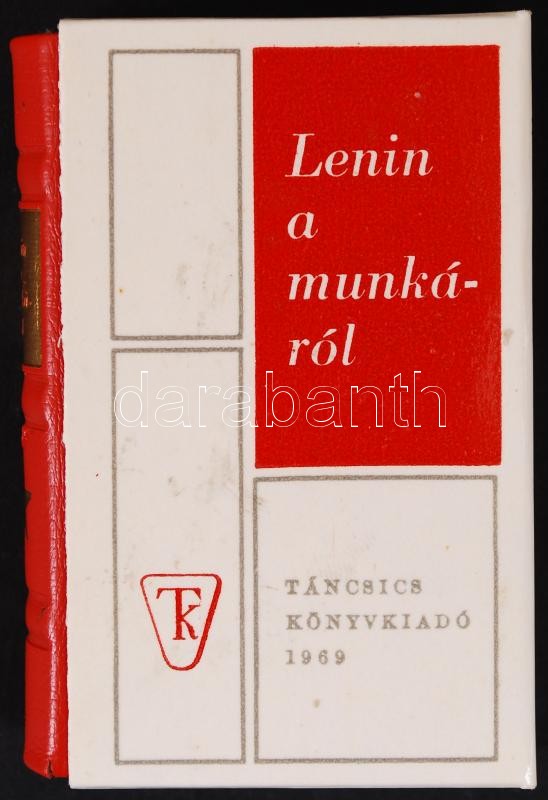 Lenin
a
munká-
ról
darabanth
TÁNCSICS
KÖNYVKIADÓ
1969
TK